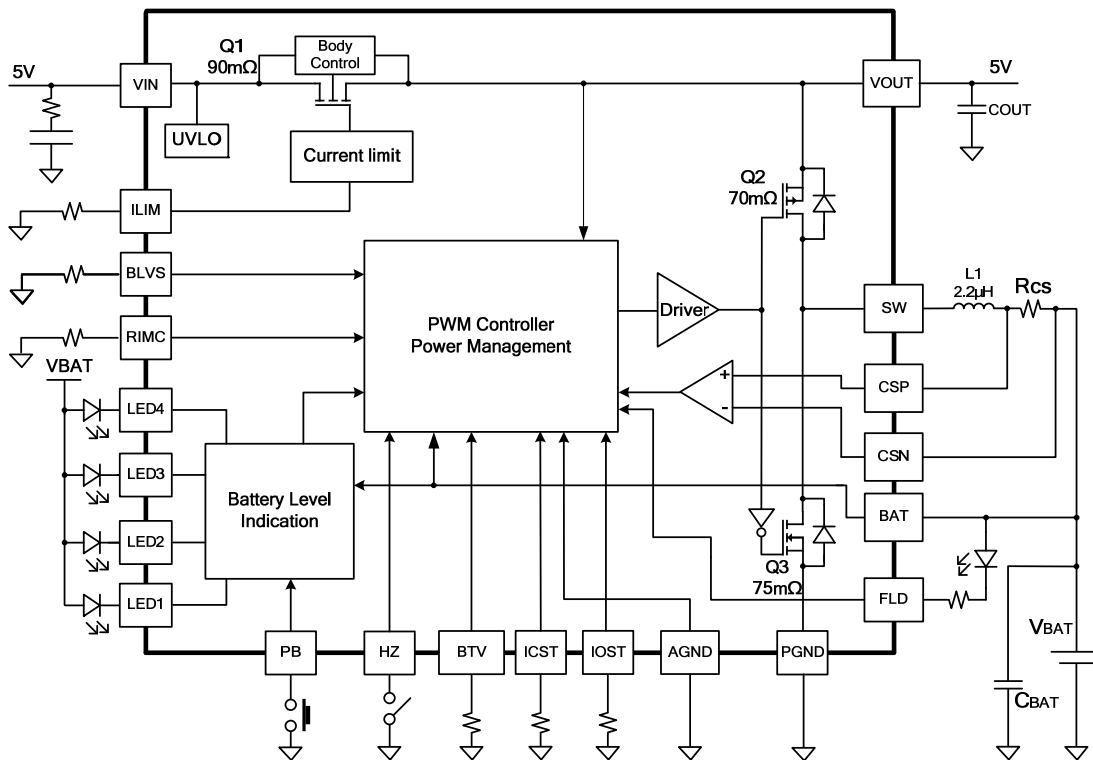 Q1
90mΩ
Body
Control
5V
VIN
VOUT
5V
COUT
UVLO
Current limit
Q2
70mΩ
ILIM
BLVS
RIMC
PWM Controller
Power Management
Driver
SW
L1
2.2µH
Rcs
+
-
CSP
CSN
VBAT
LED4
LED3
LED2
LED1
Battery Level
Indication
BAT
Q3
75mΩ
FLD
PB
HZ
BTV
ICST
IOST
AGND
PGND
VBAT
CBAT